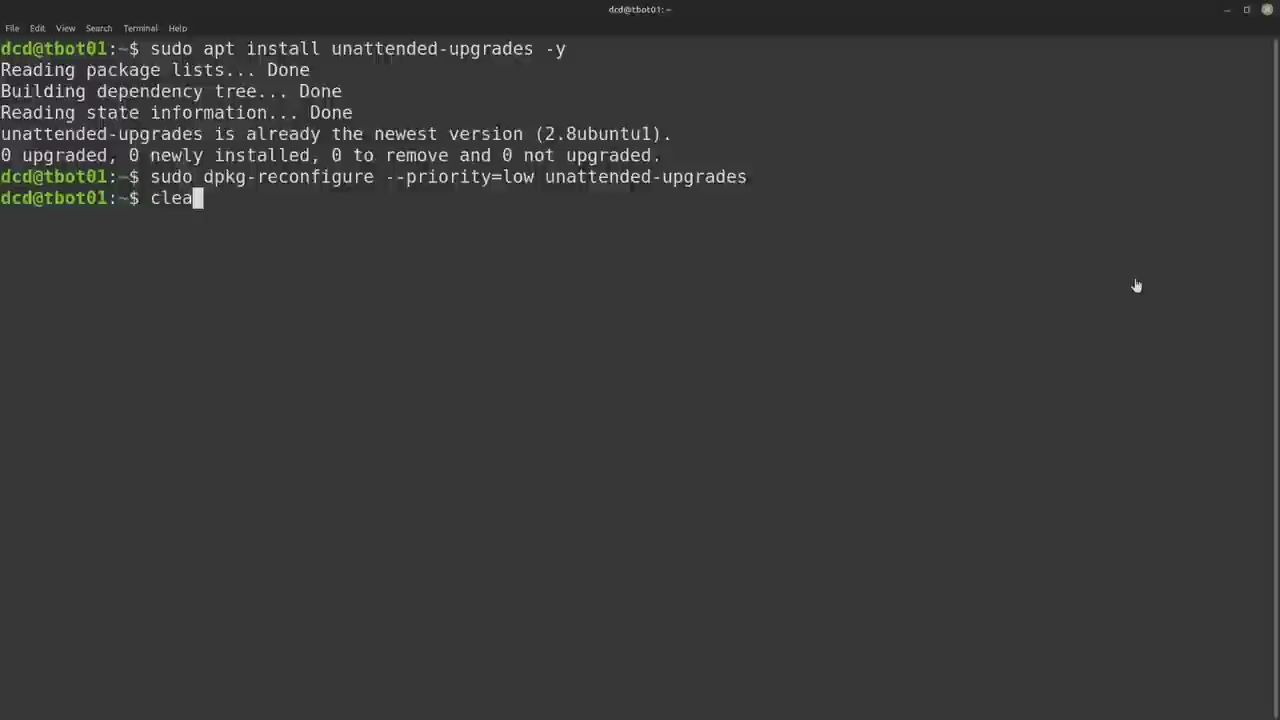 dcd@tbot01: ~
File Edit View Search Terminal Help
dcd@tbot01:~$ sudo apt install unattended-upgrades -y
Reading package lists... Done
Building dependency tree... Done
Reading state information... Done
unattended-upgrades is already the newest version (2.8ubuntu1).
0 upgraded, 0 newly installed, 0 to remove and 0 not upgraded.
dcd@tbot01:~$ sudo dpkg-reconfigure --priority=low unattended-upgrades
dcd@tbot01:~$ clea